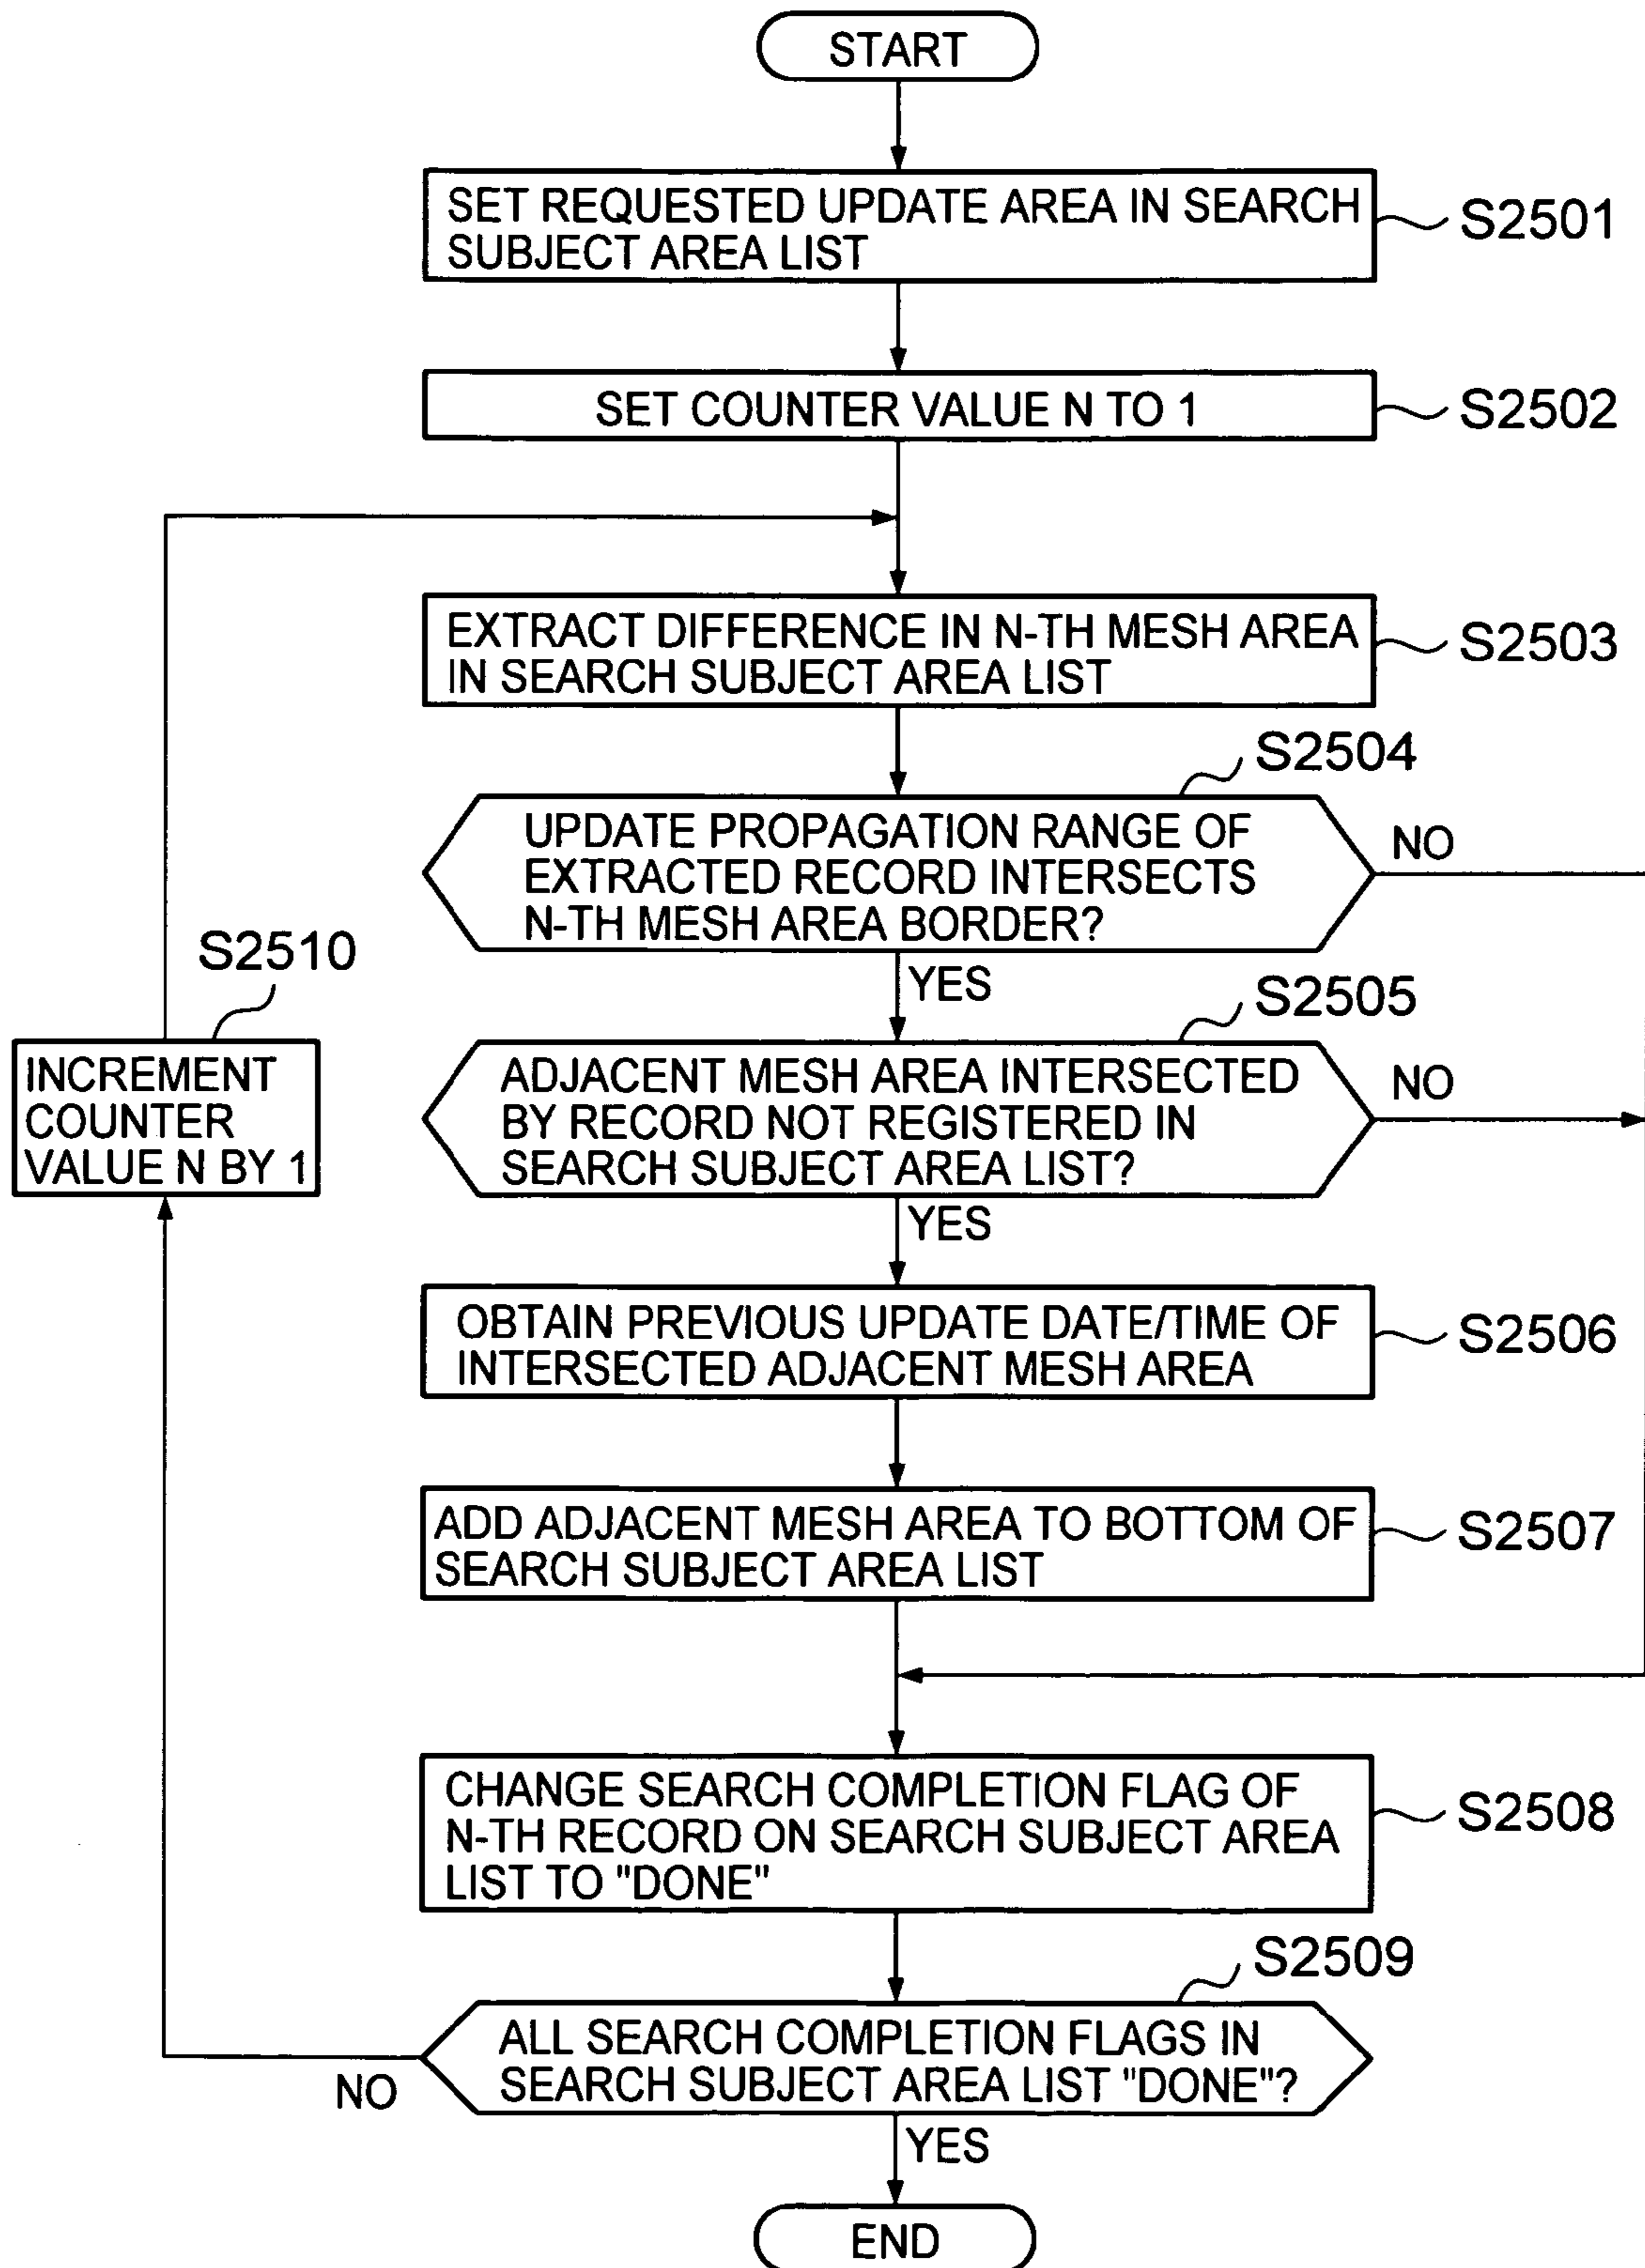 START
SET REQUESTED UPDATE AREA IN SEARCH
SUBJECT AREA LIST
S2501
SET COUNTER VALUE N TO 1
S2502
EXTRACT DIFFERENCE IN N-TH MESH AREA
IN SEARCH SUBJECT AREA LIST
S2503
S2504
UPDATE PROPAGATION RANGE OF
EXTRACTED RECORD INTERSECTS
N-TH MESH AREA BORDER?
NO
YES
S2510
INCREMENT
COUNTER
VALUE N BY 1
S2505
ADJACENT MESH AREA INTERSECTED
BY RECORD NOT REGISTERED IN
SEARCH SUBJECT AREA LIST?
NO
YES
OBTAIN PREVIOUS UPDATE DATE/TIME OF
INTERSECTED ADJACENT MESH AREA
S2506
ADD ADJACENT MESH AREA TO BOTTOM OF
SEARCH SUBJECT AREA LIST
S2507
CHANGE SEARCH COMPLETION FLAG OF
N-TH RECORD ON SEARCH SUBJECT AREA
LIST TO "DONE"
S2508
S2509
ALL SEARCH COMPLETION FLAGS IN
SEARCH SUBJECT AREA LIST "DONE"?
NO
YES
END